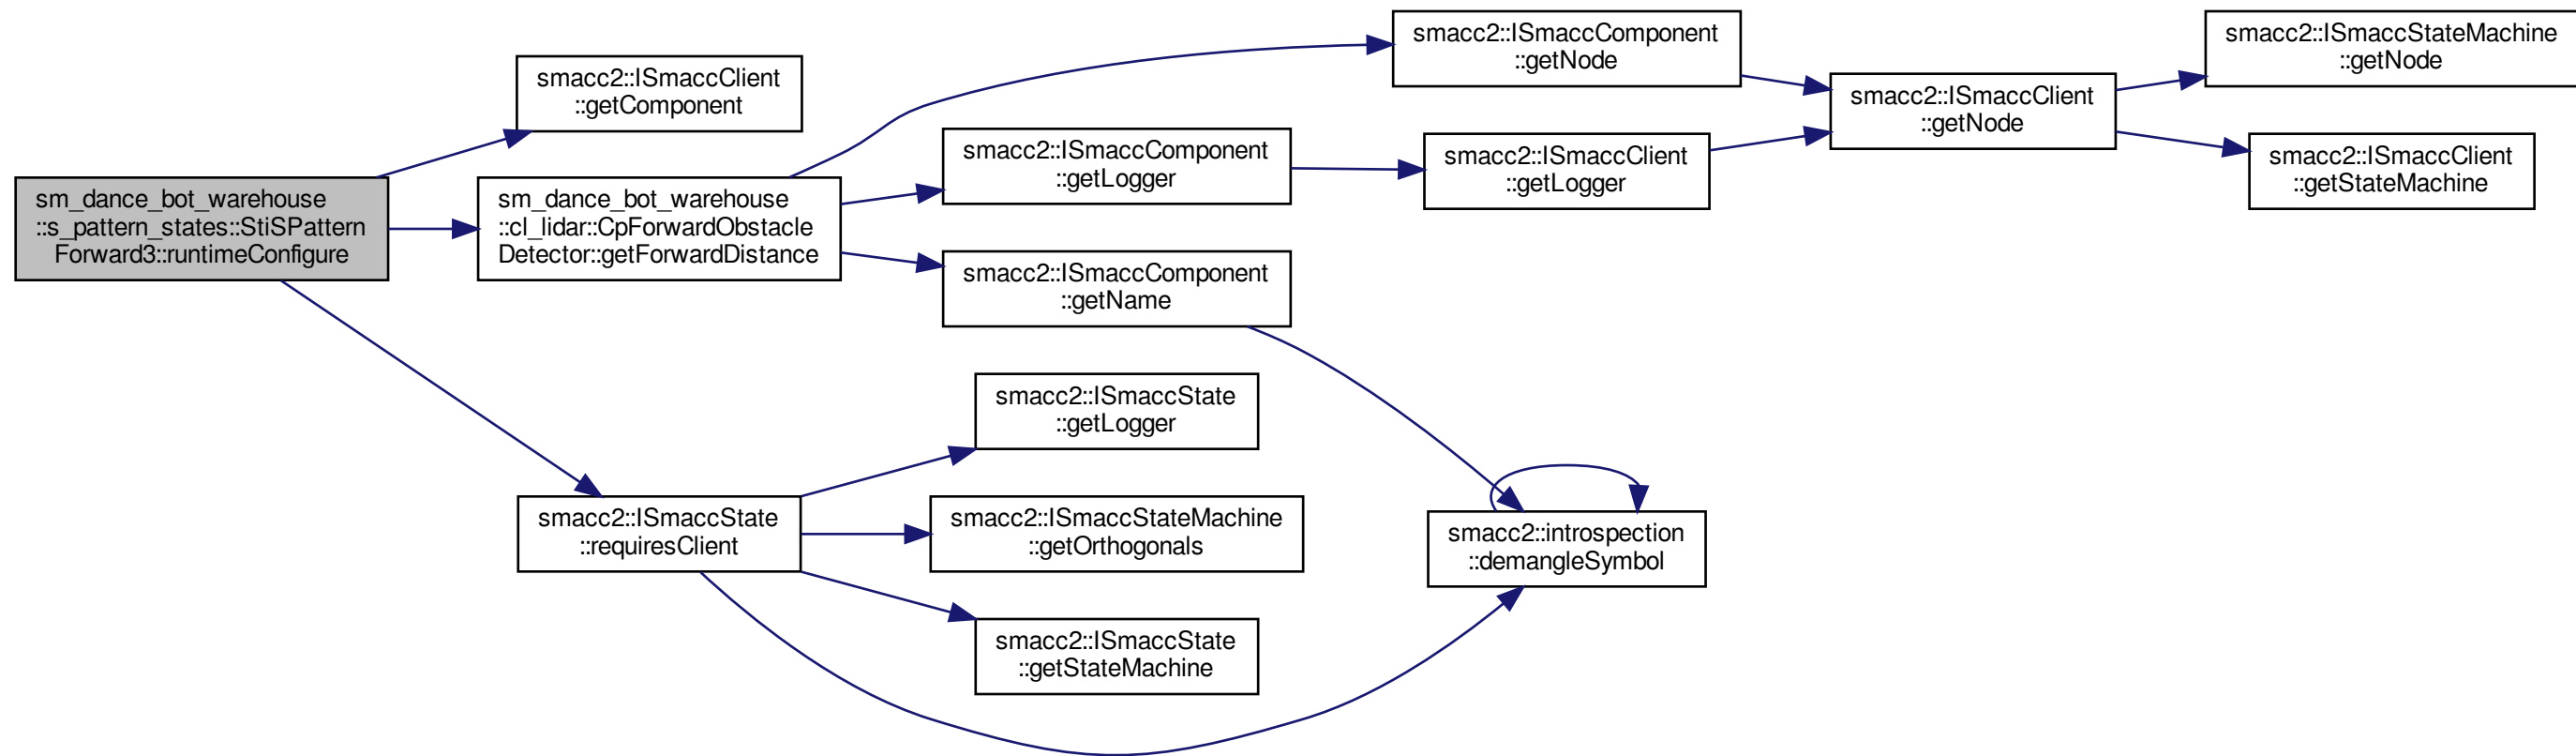 sm_dance_bot_warehouse
::s_pattern_states::StiSPattern
Forward3::runtimeConfigure
smacc2::ISmaccClient
::getComponent
sm_dance_bot_warehouse
::cl_lidar::CpForwardObstacle
Detector::getForwardDistance
smacc2::ISmaccState
::requiresClient
smacc2::ISmaccComponent
::getLogger
smacc2::ISmaccComponent
::getName
smacc2::ISmaccState
::getLogger
smacc2::ISmaccStateMachine
::getOrthogonals
smacc2::ISmaccState
::getStateMachine
smacc2::ISmaccComponent
::getNode
smacc2::ISmaccClient
::getLogger
smacc2::introspection
::demangleSymbol
smacc2::ISmaccClient
::getNode
smacc2::ISmaccStateMachine
::getNode
smacc2::ISmaccClient
::getStateMachine